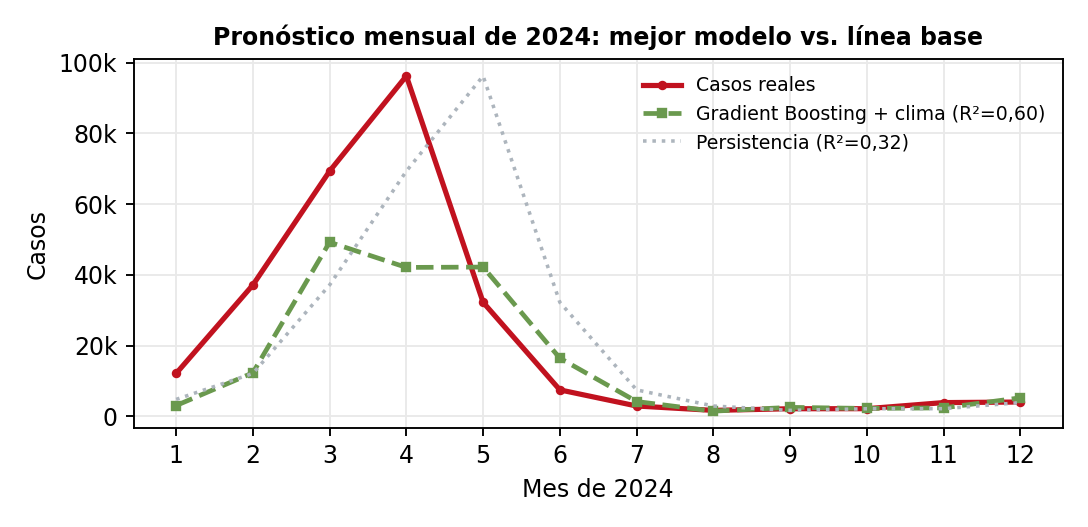 Pronóstico mensual de 2024: mejor modelo vs. línea base
100k
80k
60k
40k
20k
0
Casos
Casos reales
Gradient Boosting + clima (R²=0,60)
Persistencia (R²=0,32)
1 2 3 4 5 6 7 8 9 10 11 12
Mes de 2024